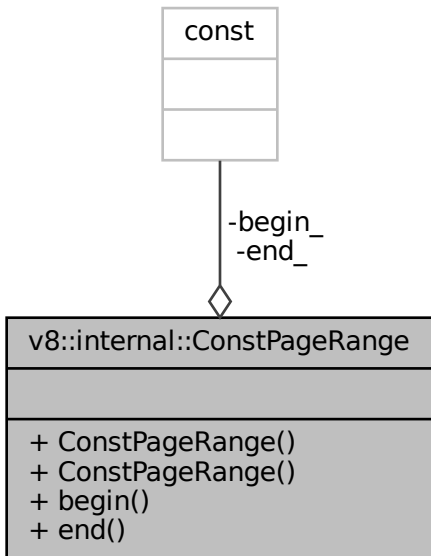 const
-begin_
-end_
v8::internal::ConstPageRange
+ ConstPageRange()
+ ConstPageRange()
+ begin()
+ end()